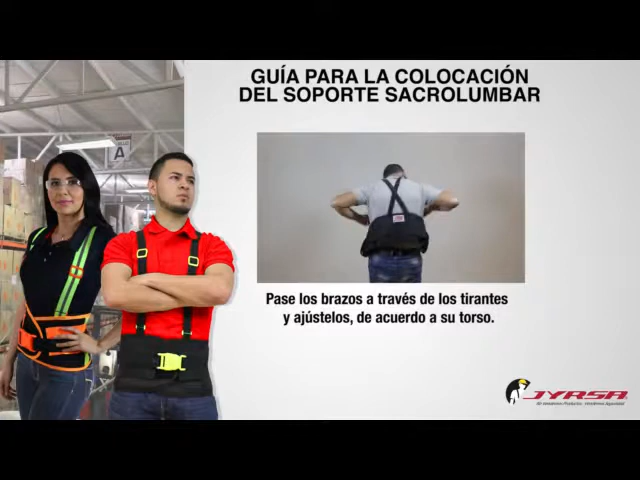 GUÍA PARA LA COLOCACIÓN
DEL SOPORTE SACROLUMBAR
A
Pase los brazos a través de los tirantes
y ajústelos, de acuerdo a su torso.
JYRSA